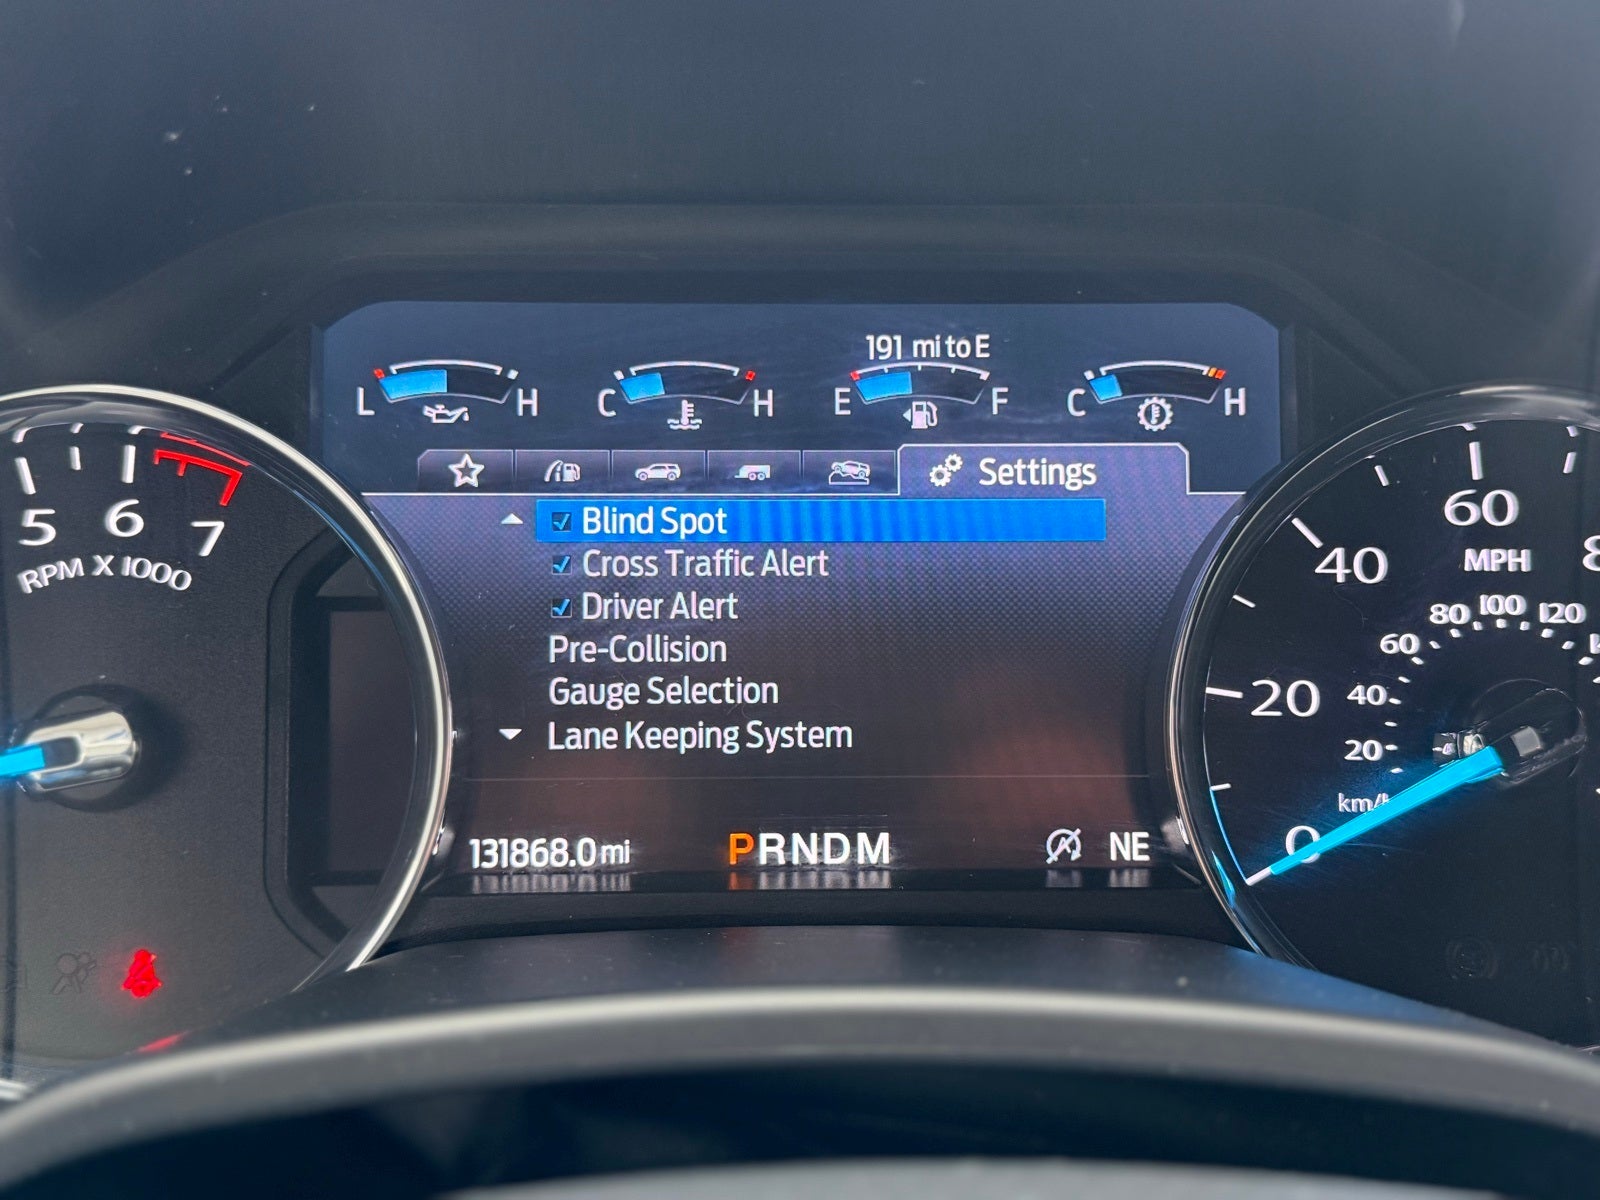 191 mi to E
L H C H E F C H
Settings
Blind Spot
Cross Traffic Alert
Driver Alert
Pre-Collision
Gauge Selection
Lane Keeping System
131868.0 mi PRNDM NE
5 6 7
RPM X 1000
0 20 40 60
MPH
20 40 60 80 100 120